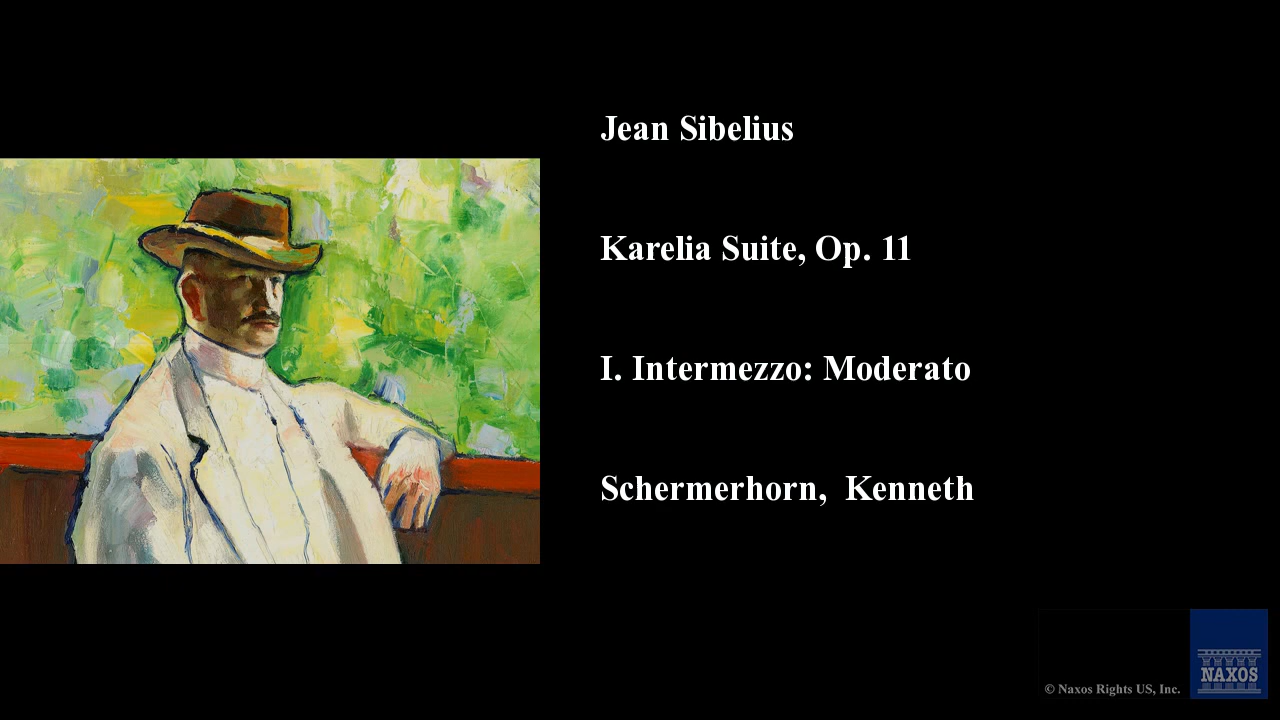 Jean Sibelius
Karelia Suite, Op. 11
I. Intermezzo: Moderato
Schermerhorn,  Kenneth
© Naxos Rights US, Inc.
NAXOS